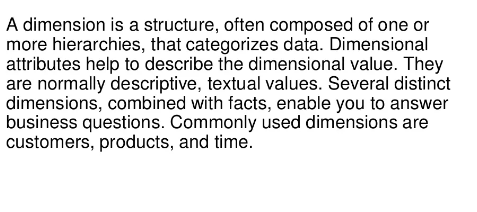 A dimension is a structure, often composed of one or
more hierarchies, that categorizes data. Dimensional
attributes help to describe the dimensional value. They
are normally descriptive, textual values. Several distinct
dimensions, combined with facts, enable you to answer
business questions. Commonly used dimensions are
customers, products, and time.